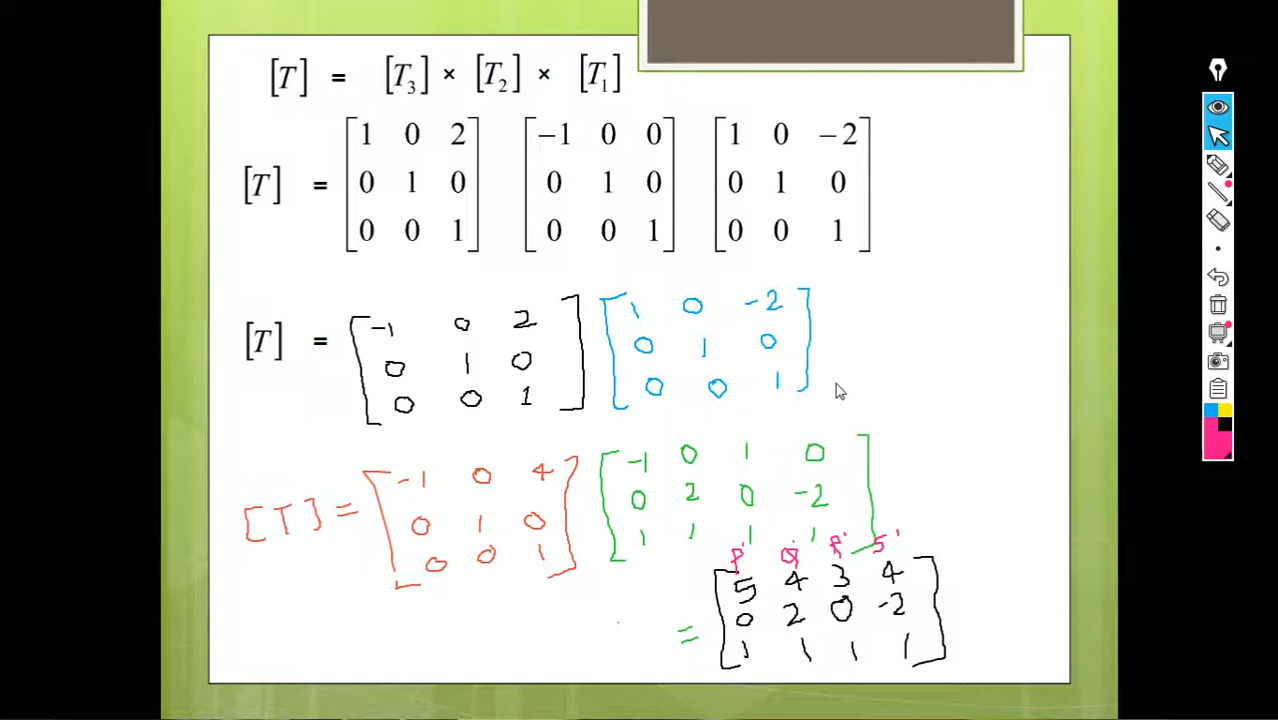 [T] = [T₃] × [T₂] × [T₁]
1 0 2 −1 0 0 1 0 −2
[T] = 0 1 0 0 1 0 0 1 0
0 0 1 0 0 1 0 0 1
-1 0 2 1 0 -2
[T] = 0 1 0 0 1 0
0 0 1 0 0 1
-1 0 4 -1 0 1 0
[T] = 0 1 0 0 2 0 -2
0 0 1 1 1 1 1
P' Q' R' S'
5 4 3 4
= 0 2 0 -2
1 1 1 1